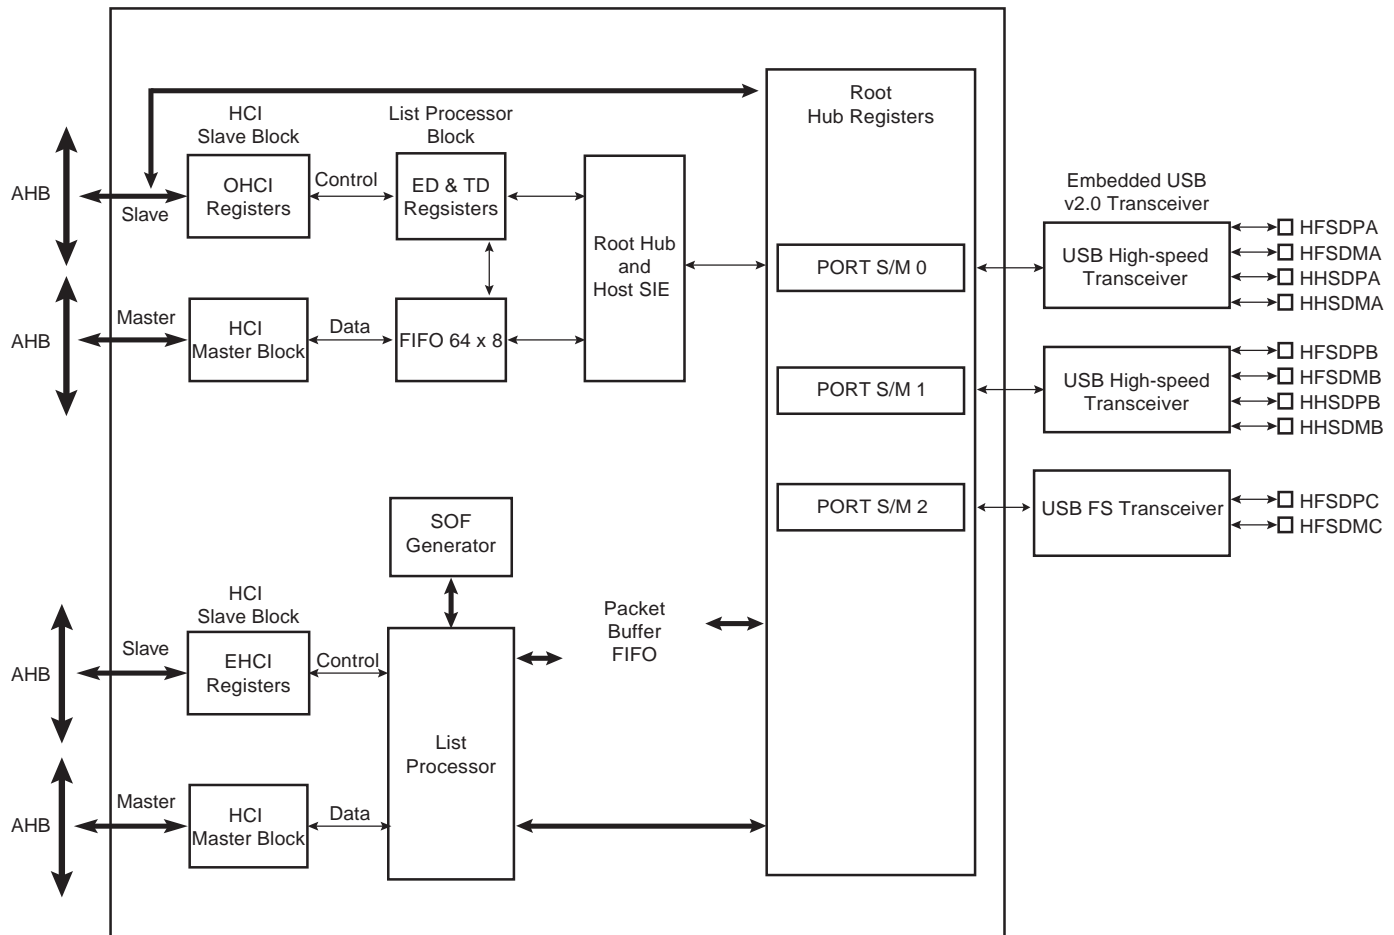 Root
Hub Registers
HCI
Slave Block
List Processor
Block
AHB
Slave
OHCI
Registers
Control
ED & TD
Regsisters
Root Hub
and
Host SIE
AHB
Master
HCI
Master Block
Data
FIFO 64 x 8
PORT S/M 0
PORT S/M 1
PORT S/M 2
Embedded USB
v2.0 Transceiver
USB High-speed
Transceiver
HFSDPA
HFSDMA
HHSDPA
HHSDMA
USB High-speed
Transceiver
HFSDPB
HFSDMB
HHSDPB
HHSDMB
USB FS Transceiver
HFSDPC
HFSDMC
SOF
Generator
HCI
Slave Block
AHB
Slave
EHCI
Registers
Control
Packet
Buffer
FIFO
List
Processor
AHB
Master
HCI
Master Block
Data